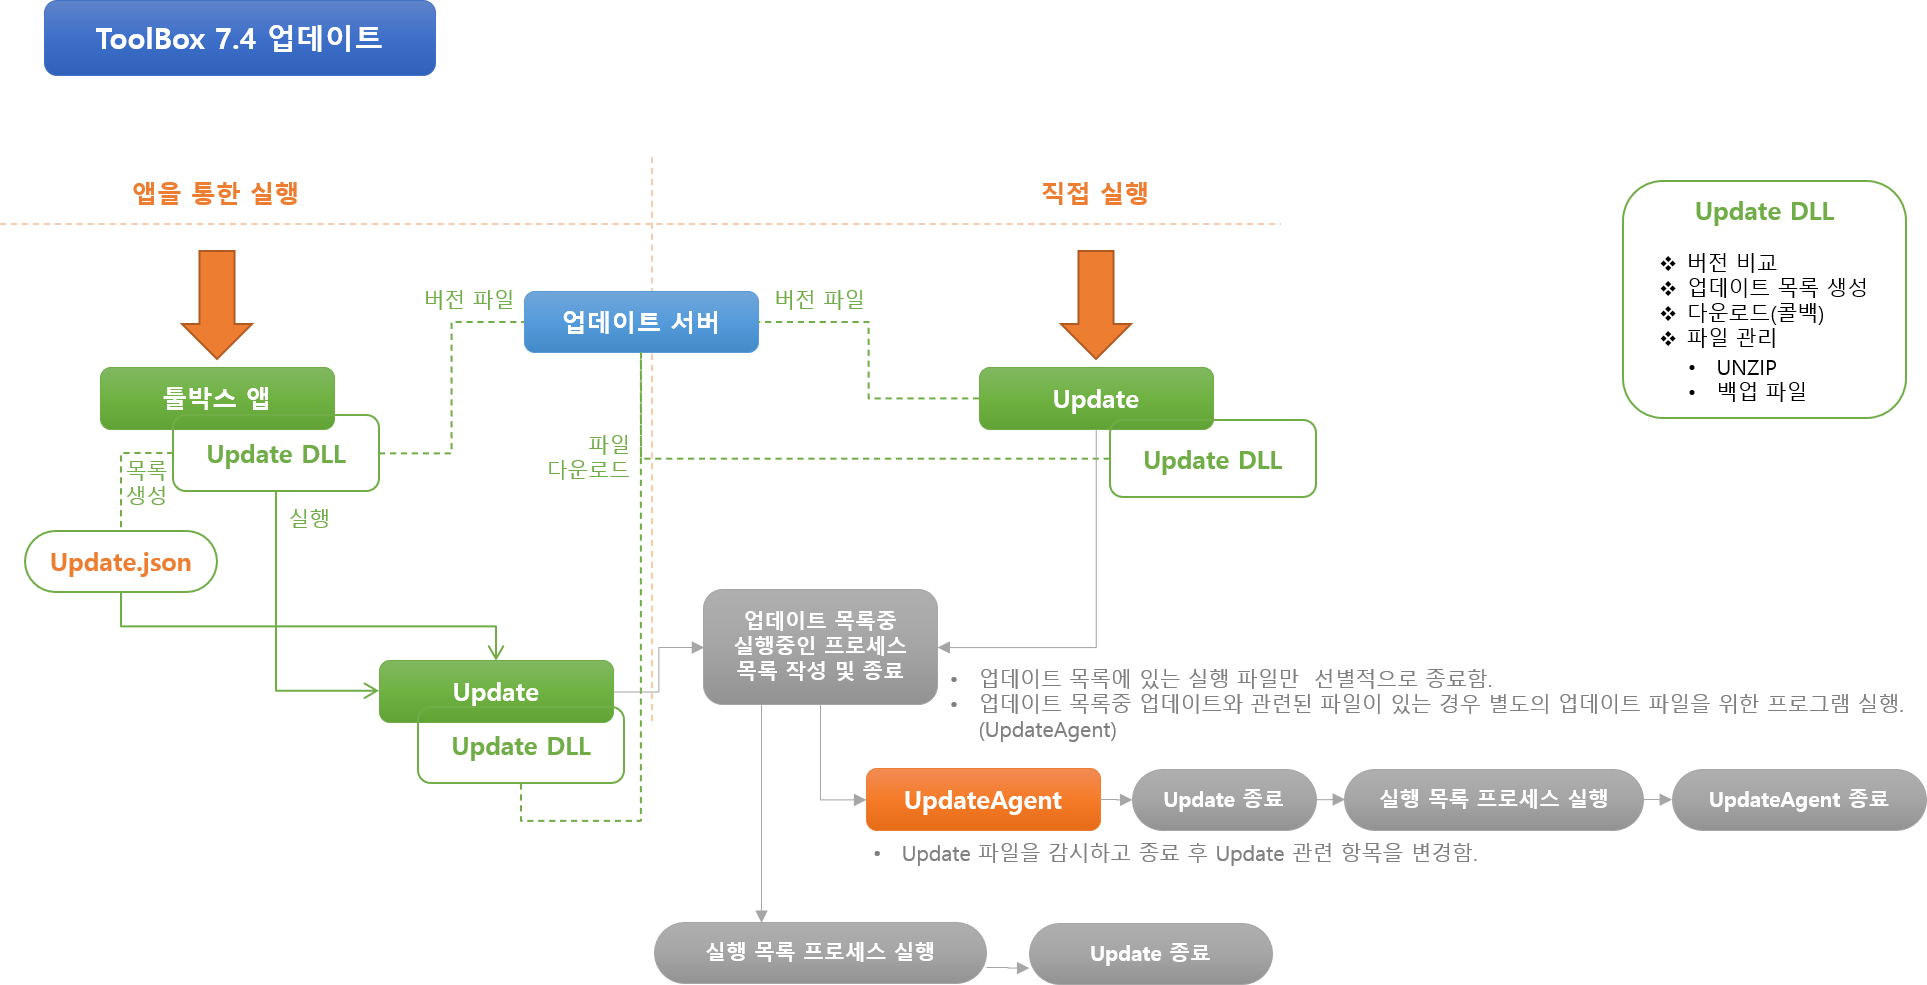 ToolBox 7.4 업데이트
앱을 통한 실행
직접 실행
Update DLL
❖ 버전 비교
❖ 업데이트 목록 생성
❖ 다운로드(콜백)
❖ 파일 관리
• UNZIP
• 백업 파일
버전 파일
업데이트 서버
버전 파일
툴박스 앱
Update DLL
Update
Update DLL
파일
다운로드
목록
생성
실행
Update.json
Update
Update DLL
업데이트 목록중
실행중인 프로세스
목록 작성 및 종료
• 업데이트 목록에 있는 실행 파일만  선별적으로 종료함.
• 업데이트 목록중 업데이트와 관련된 파일이 있는 경우 별도의 업데이트 파일을 위한 프로그램 실행.
(UpdateAgent)
UpdateAgent
Update 종료
실행 목록 프로세스 실행
UpdateAgent 종료
• Update 파일을 감시하고 종료 후 Update 관련 항목을 변경함.
실행 목록 프로세스 실행
Update 종료